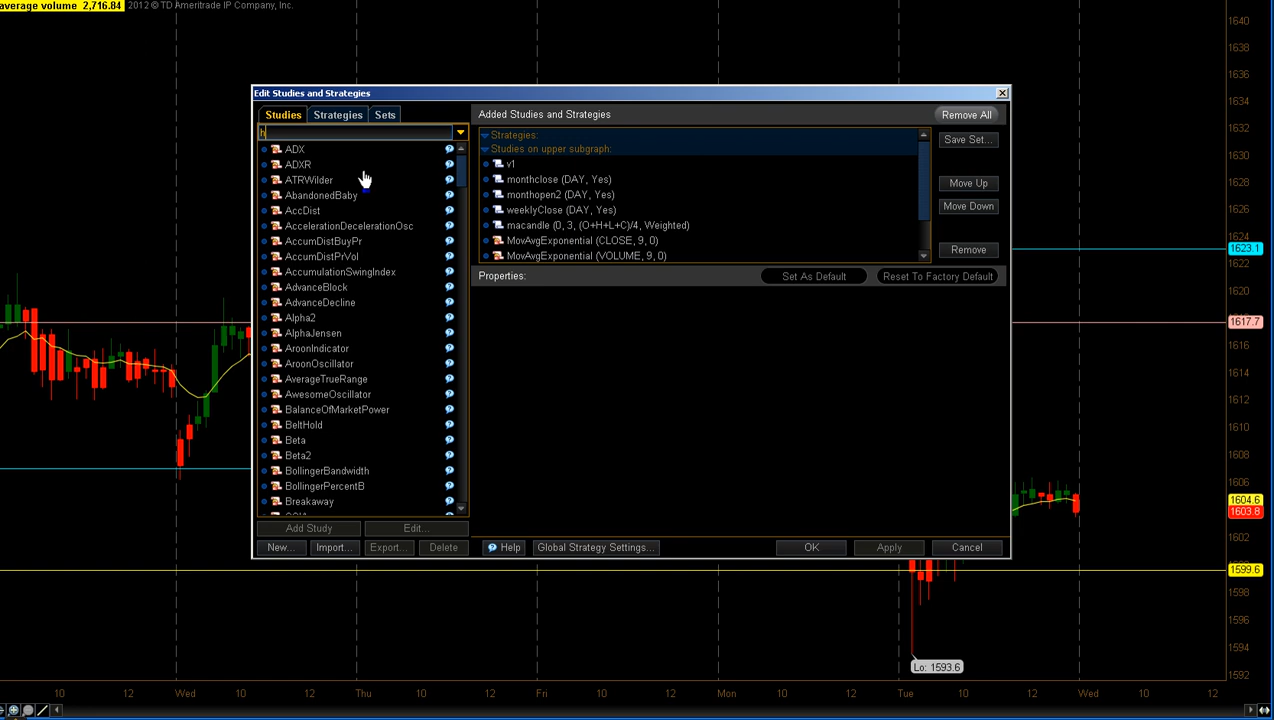 average volume 2,716.84
2012 © TD Ameritrade IP Company, Inc.
Edit Studies and Strategies
Studies
Strategies
Sets
h
ADX
ADXR
ATRWilder
AbandonedBaby
AccDist
AccelerationDecelerationOsc
AccumDistBuyPr
AccumDistPrVol
AccumulationSwingIndex
AdvanceBlock
AdvanceDecline
Alpha2
AlphaJensen
AroonIndicator
AroonOscillator
AverageTrueRange
AwesomeOscillator
BalanceOfMarketPower
BeltHold
Beta
Beta2
BollingerBandwidth
BollingerPercentB
Breakaway
Add Study
Edit...
New...
Import...
Export...
Delete
Added Studies and Strategies
Remove All
Strategies:
Studies on upper subgraph:
v1
monthclose (DAY, Yes)
monthopen2 (DAY, Yes)
weeklyClose (DAY, Yes)
macandle (0, 3, (O+H+L+C)/4, Weighted)
MovAvgExponential (CLOSE, 9, 0)
MovAvgExponential (VOLUME, 9, 0)
Save Set...
Move Up
Move Down
Remove
Properties:
Set As Default
Reset To Factory Default
Help
Global Strategy Settings...
OK
Apply
Cancel
1640
1638
1636
1634
1632
1630
1628
1626
1624
1623.1
1622
1620
1617.7
1616
1614
1612
1610
1608
1606
1604.6
1603.8
1602
1599.6
1598
1596
1594
1592
Lo: 1593.6
10
12
Wed
10
12
Thu
10
12
Fri
10
12
Mon
10
12
Tue
10
12
Wed
10
12